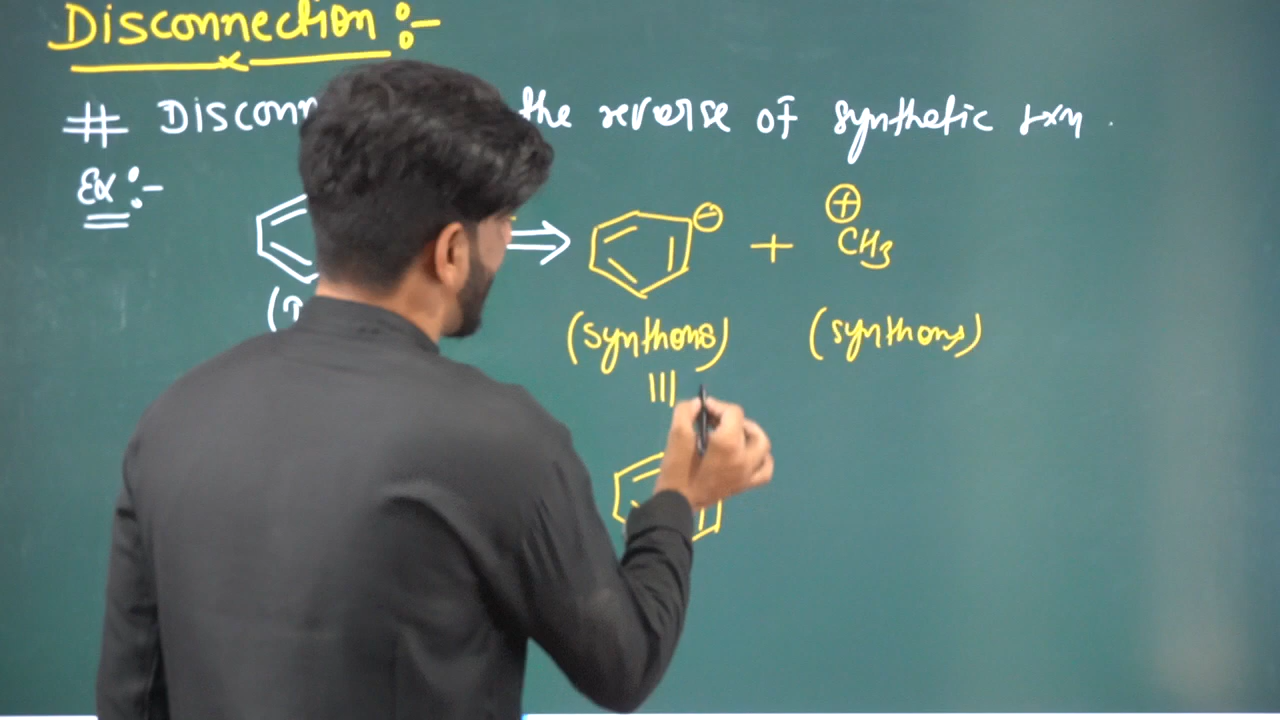 Disconnection :-
# Disconn the reverse of synthetic rxn .
Ex :-
⇒ ⊖ + ⊕ CH3
(synthons) (synthons)
|||